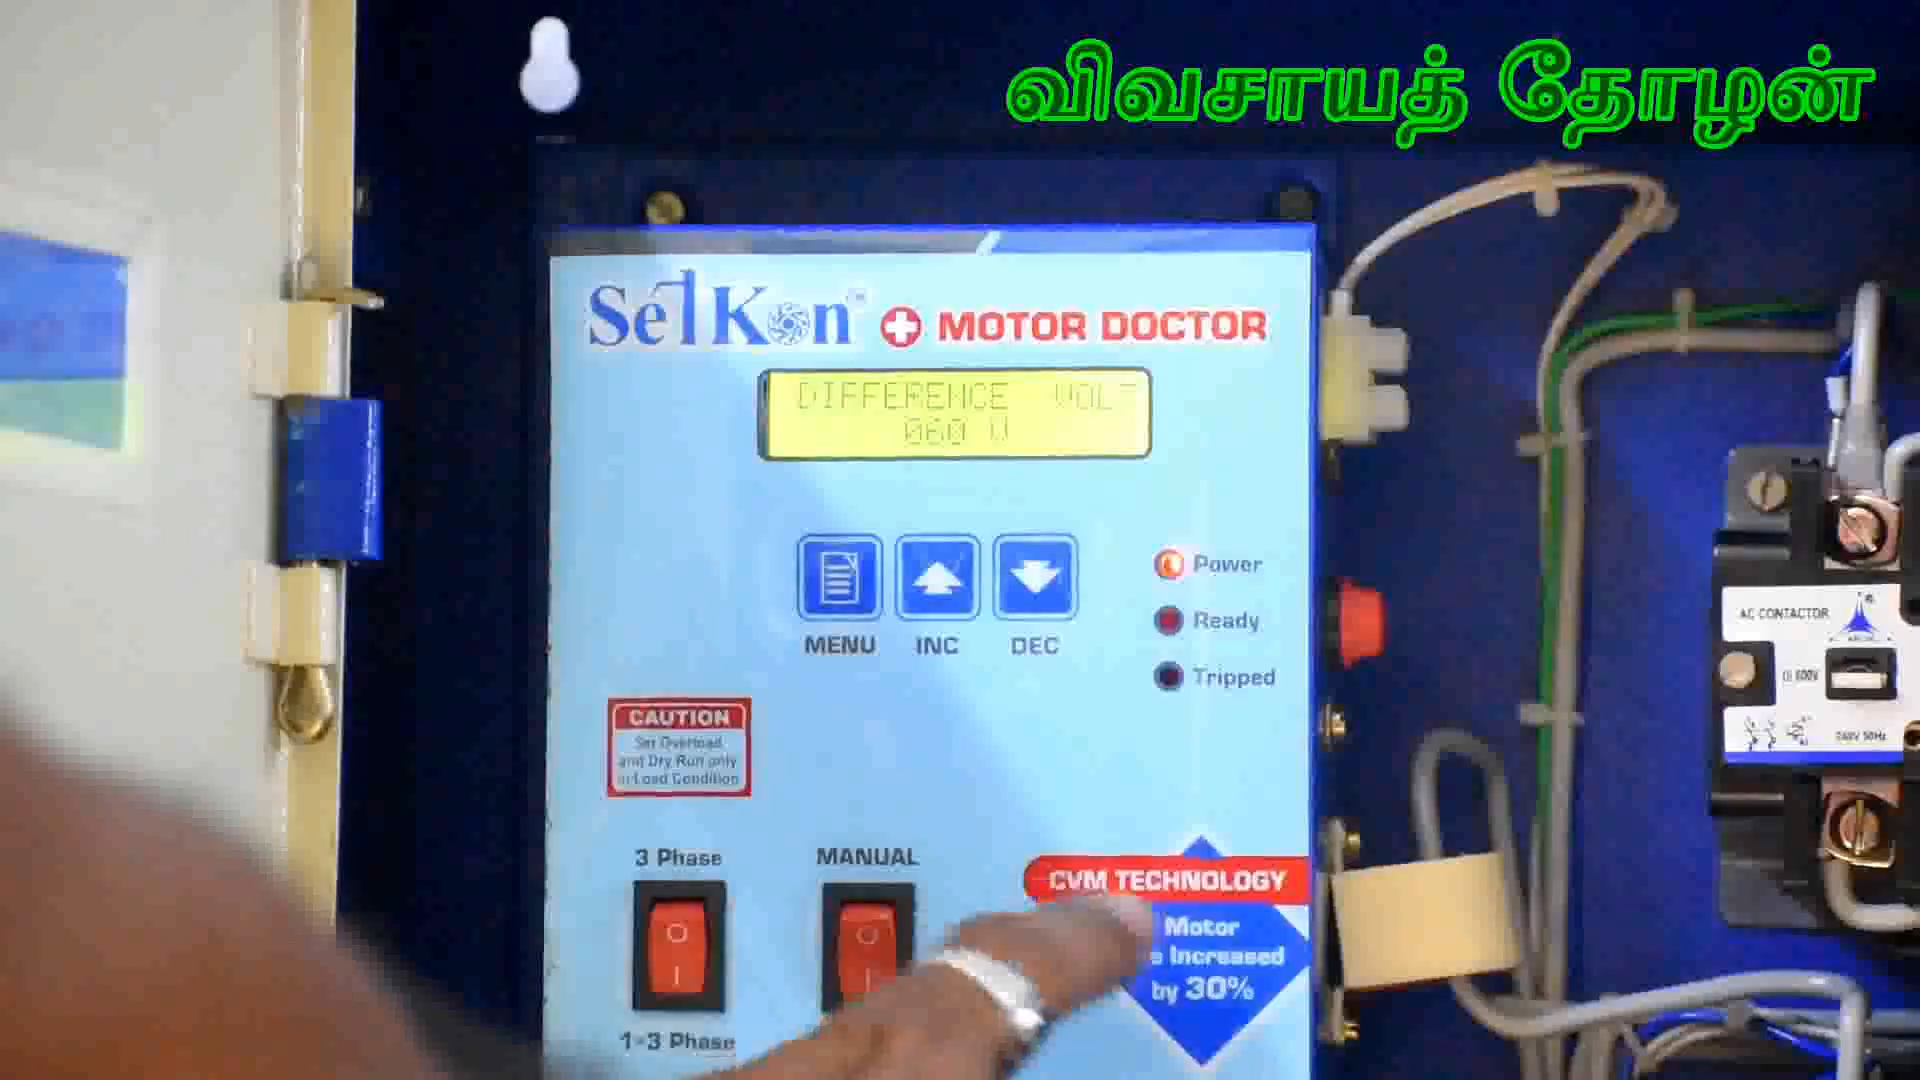 விவசாயத் தோழன்
SelKon™ MOTOR DOCTOR
DIFFERENCE VOLT
060 V
MENU INC DEC
Power
Ready
Tripped
CAUTION
Set Overload
and Dry Run only
in Load Condition
3 Phase MANUAL
1-3 Phase
CVM TECHNOLOGY
Motor
Increased
by 30%
AC CONTACTOR